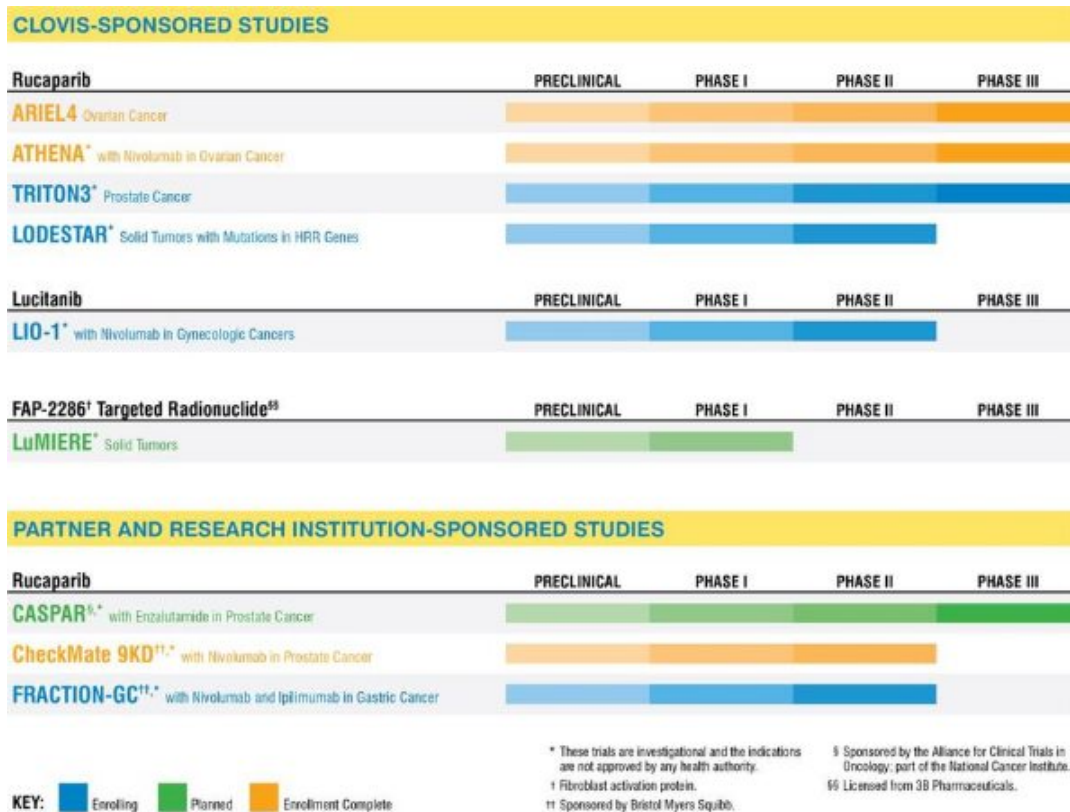 CLOVIS-SPONSORED STUDIES
Rucaparib PRECLINICAL PHASE I PHASE II PHASE III
ARIEL4 Ovarian Cancer
ATHENA* with Nivolumab in Ovarian Cancer
TRITON3* Prostate Cancer
LODESTAR* Solid Tumors with Mutations in HRR Genes
Lucitanib PRECLINICAL PHASE I PHASE II PHASE III
LIO-1* with Nivolumab in Gynecologic Cancers
FAP-2286† Targeted Radionuclide§§ PRECLINICAL PHASE I PHASE II PHASE III
LuMIERE* Solid Tumors
PARTNER AND RESEARCH INSTITUTION-SPONSORED STUDIES
Rucaparib PRECLINICAL PHASE I PHASE II PHASE III
CASPAR§,* with Enzalutamide in Prostate Cancer
CheckMate 9KD††,* with Nivolumab in Prostate Cancer
FRACTION-GC††,* with Nivolumab and Ipilimumab in Gastric Cancer
KEY: Enrolling Planned Enrollment Complete
* These trials are investigational and the indications
are not approved by any health authority.
† Fibroblast activation protein.
†† Sponsored by Bristol Myers Squibb.
§ Sponsored by the Alliance for Clinical Trials in
Oncology; part of the National Cancer Institute.
§§ Licensed from 3B Pharmaceuticals.